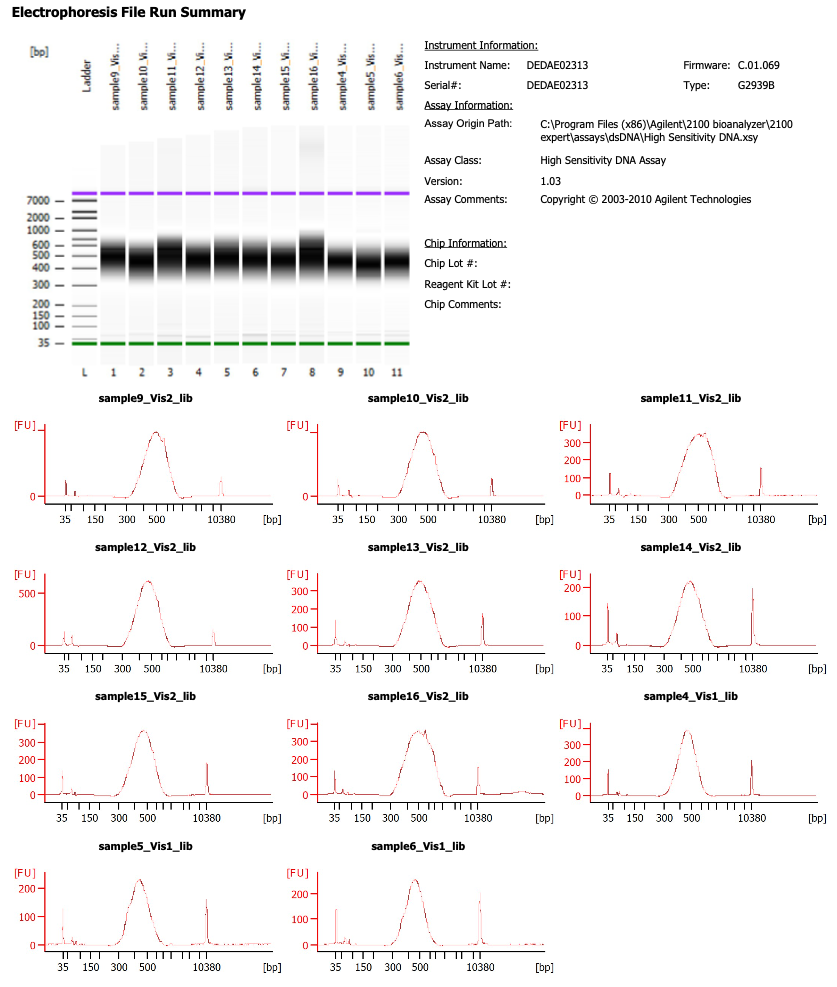 Electrophoresis File Run Summary
[bp]
Ladder
sample9_Vis...
sample10_Vi...
sample11_Vi...
sample12_Vi...
sample13_Vi...
sample14_Vi...
sample15_Vi...
sample16_Vi...
sample4_Vis...
sample5_Vis...
sample6_Vis...
7000
2000
1000
600
500
400
300
200
150
100
35
L 1 2 3 4 5 6 7 8 9 10 11
Instrument Information:
Instrument Name: DEDAE02313 Firmware: C.01.069
Serial#: DEDAE02313 Type: G2939B
Assay Information:
Assay Origin Path: C:\Program Files (x86)\Agilent\2100 bioanalyzer\2100
expert\assays\dsDNA\High Sensitivity DNA.xsy
Assay Class: High Sensitivity DNA Assay
Version: 1.03
Assay Comments: Copyright © 2003-2010 Agilent Technologies
Chip Information:
Chip Lot #:
Reagent Kit Lot #:
Chip Comments:
sample9_Vis2_lib
[FU]
0
35 150 300 500 10380 [bp]
sample10_Vis2_lib
[FU]
0
35 150 300 500 10380 [bp]
sample11_Vis2_lib
[FU]
300
200
100
0
35 150 300 500 10380 [bp]
sample12_Vis2_lib
[FU]
500
0
35 150 300 500 10380 [bp]
sample13_Vis2_lib
[FU]
300
200
100
0
35 150 300 500 10380 [bp]
sample14_Vis2_lib
[FU]
200
100
0
35 150 300 500 10380 [bp]
sample15_Vis2_lib
[FU]
300
200
100
0
35 150 300 500 10380 [bp]
sample16_Vis2_lib
[FU]
300
200
100
0
35 150 300 500 10380 [bp]
sample4_Vis1_lib
[FU]
300
200
100
0
35 150 300 500 10380 [bp]
sample5_Vis1_lib
[FU]
200
100
0
35 150 300 500 10380 [bp]
sample6_Vis1_lib
[FU]
200
100
0
35 150 300 500 10380 [bp]